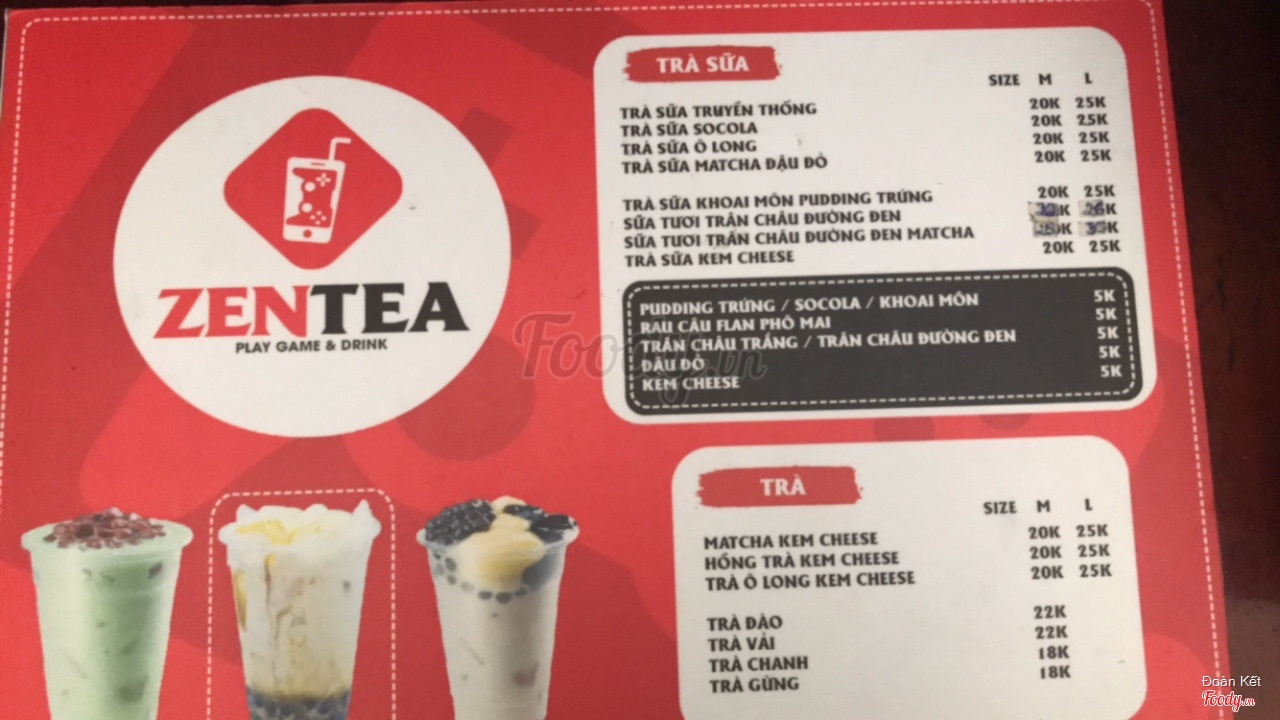 ZENTEA
PLAY GAME & DRINK
TRÀ SỮA
SIZE M L
TRÀ SỮA TRUYỀN THỐNG 20K 25K
TRÀ SỮA SOCOLA 20K 25K
TRÀ SỮA Ô LONG 20K 25K
TRÀ SỮA MATCHA ĐẬU ĐỎ 20K 25K
TRÀ SỮA KHOAI MÔN PUDDING TRỨNG 20K 25K
SỮA TƯƠI TRÂN CHÂU ĐƯỜNG ĐEN
SỮA TƯƠI TRÂN CHÂU ĐƯỜNG ĐEN MATCHA
TRÀ SỮA KEM CHEESE 20K 25K
PUDDING TRỨNG / SOCOLA / KHOAI MÔN 5K
RAU CÂU FLAN PHÔ MAI 5K
TRÂN CHÂU TRẮNG / TRÂN CHÂU ĐƯỜNG ĐEN 5K
ĐẬU ĐỎ 5K
KEM CHEESE 5K
Foody.vn
TRÀ
SIZE M L
MATCHA KEM CHEESE 20K 25K
HỒNG TRÀ KEM CHEESE 20K 25K
TRÀ Ô LONG KEM CHEESE 20K 25K
TRÀ ĐÀO 22K
TRÀ VẢI 22K
TRÀ CHANH 18K
TRÀ GỪNG 18K
Đoàn Kết
Foody.vn